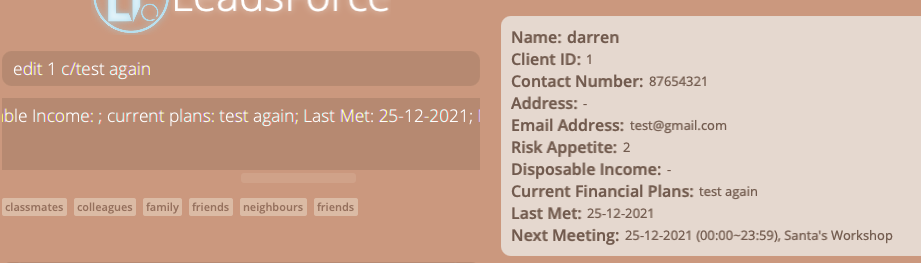 LeadsForce
edit 1 c/test again
ble Income: ; current plans: test again; Last Met: 25-12-2021;
classmates colleagues family friends neighbours friends
Name: darren
Client ID: 1
Contact Number: 87654321
Address: -
Email Address: test@gmail.com
Risk Appetite: 2
Disposable Income: -
Current Financial Plans: test again
Last Met: 25-12-2021
Next Meeting: 25-12-2021 (00:00~23:59), Santa's Workshop